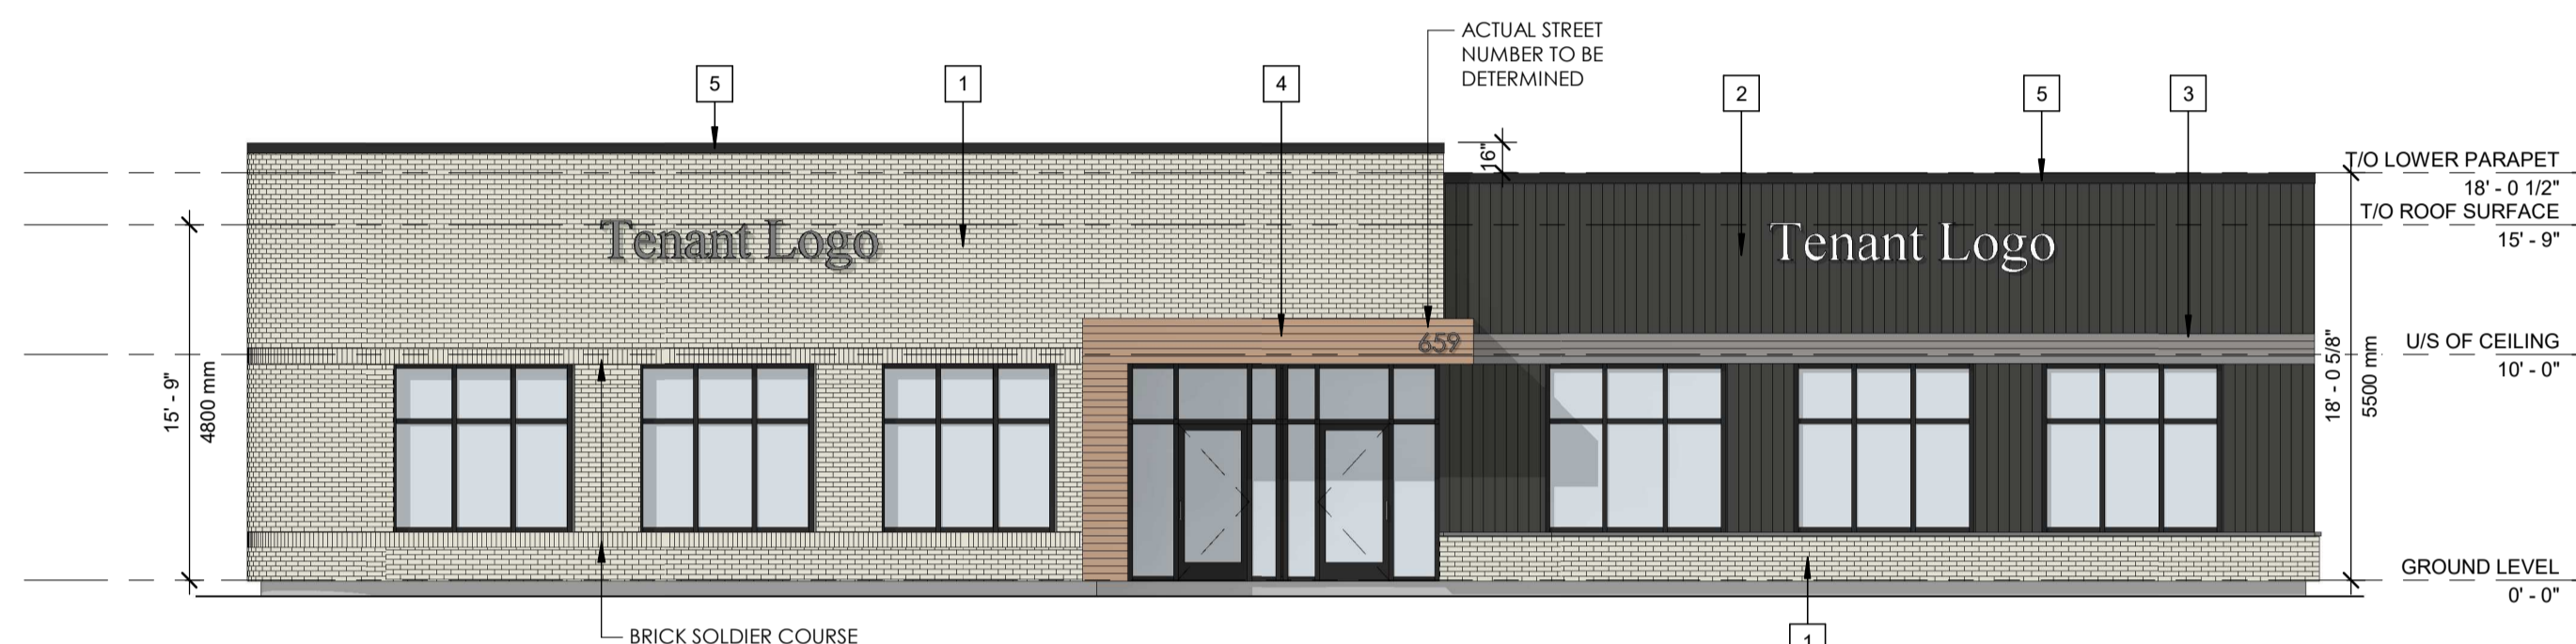 ACTUAL STREET
NUMBER TO BE
DETERMINED
5
1
4
2
5
3
16"
T/O LOWER PARAPET
18' - 0 1/2"
T/O ROOF SURFACE
15' - 9"
Tenant Logo
Tenant Logo
659
U/S OF CEILING
10' - 0"
15' - 9"
4800 mm
18' - 0 5/8"
5500 mm
GROUND LEVEL
0' - 0"
BRICK SOLDIER COURSE
1